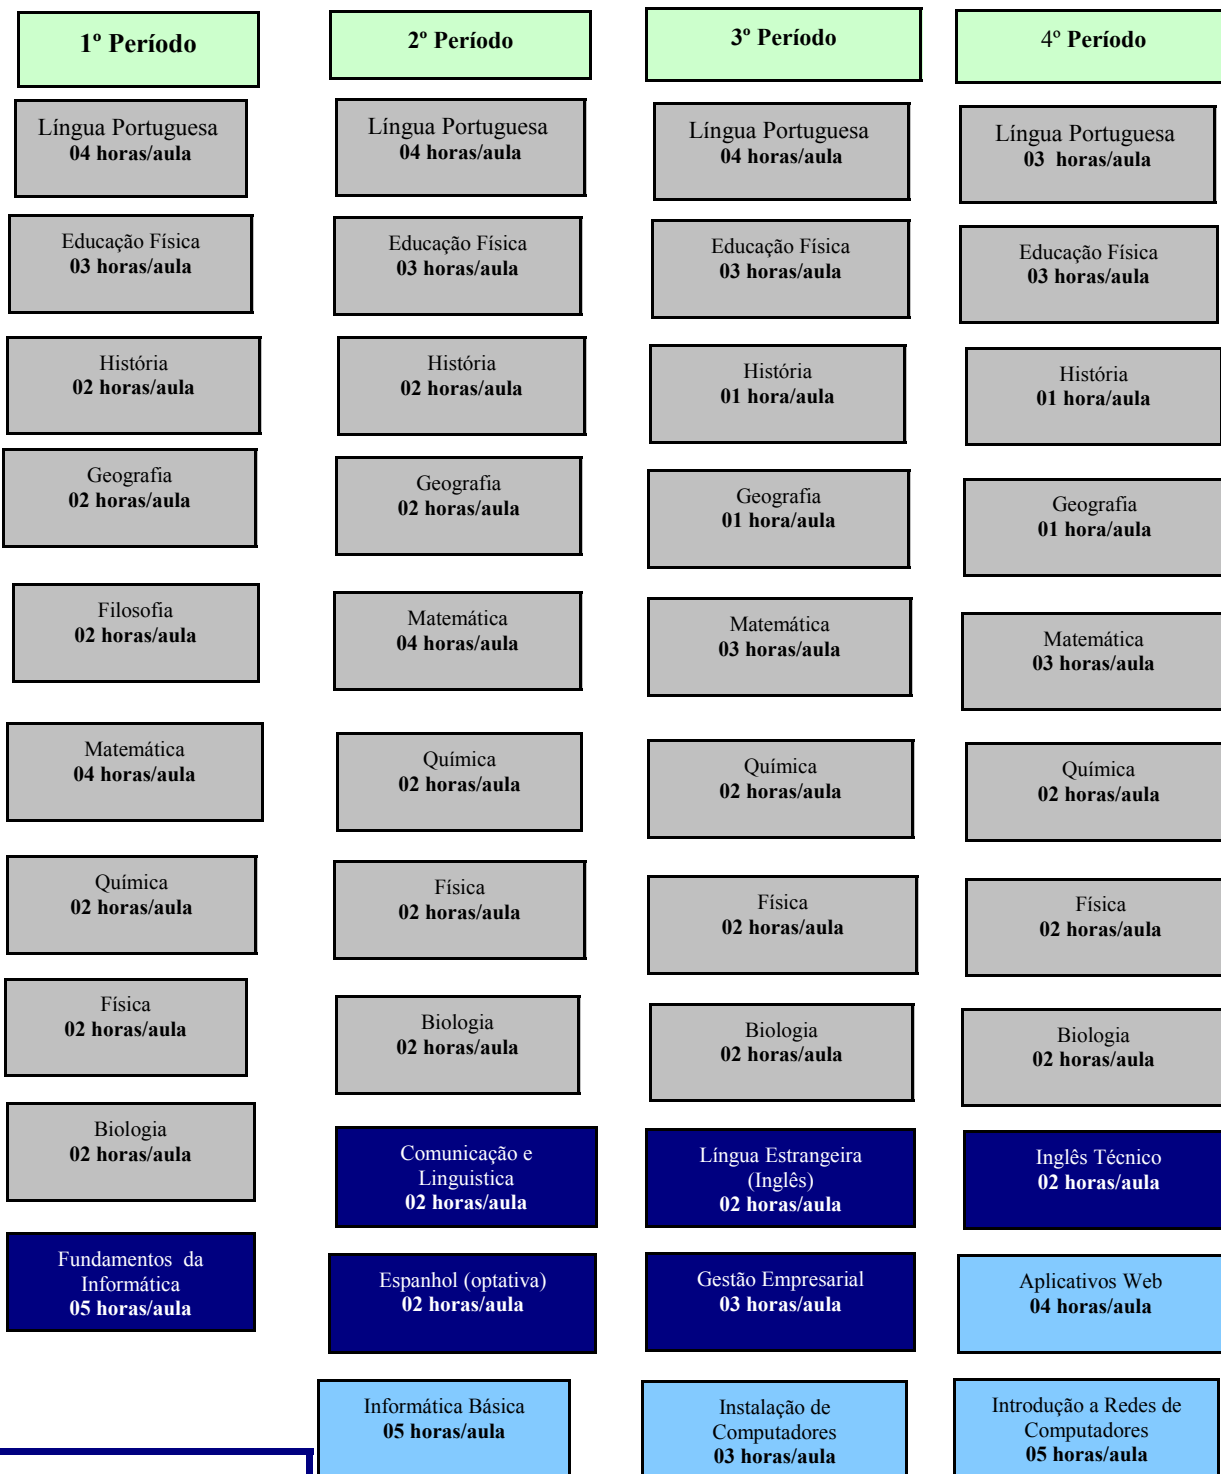 1º Período
Língua Portuguesa
04 horas/aula
Educação Física
03 horas/aula
História
02 horas/aula
Geografia
02 horas/aula
Filosofia
02 horas/aula
Matemática
04 horas/aula
Química
02 horas/aula
Física
02 horas/aula
Biologia
02 horas/aula
Fundamentos da
Informática
05 horas/aula
2º Período
Língua Portuguesa
04 horas/aula
Educação Física
03 horas/aula
História
02 horas/aula
Geografia
02 horas/aula
Matemática
04 horas/aula
Química
02 horas/aula
Física
02 horas/aula
Biologia
02 horas/aula
Comunicação e
Linguistica
02 horas/aula
Espanhol (optativa)
02 horas/aula
Informática Básica
05 horas/aula
3º Período
Língua Portuguesa
04 horas/aula
Educação Física
03 horas/aula
História
01 hora/aula
Geografia
01 hora/aula
Matemática
03 horas/aula
Química
02 horas/aula
Física
02 horas/aula
Biologia
02 horas/aula
Língua Estrangeira
(Inglês)
02 horas/aula
Gestão Empresarial
03 horas/aula
Instalação de
Computadores
03 horas/aula
4º Período
Língua Portuguesa
03 horas/aula
Educação Física
03 horas/aula
História
01 hora/aula
Geografia
01 hora/aula
Matemática
03 horas/aula
Química
02 horas/aula
Física
02 horas/aula
Biologia
02 horas/aula
Inglês Técnico
02 horas/aula
Aplicativos Web
04 horas/aula
Introdução a Redes de
Computadores
05 horas/aula